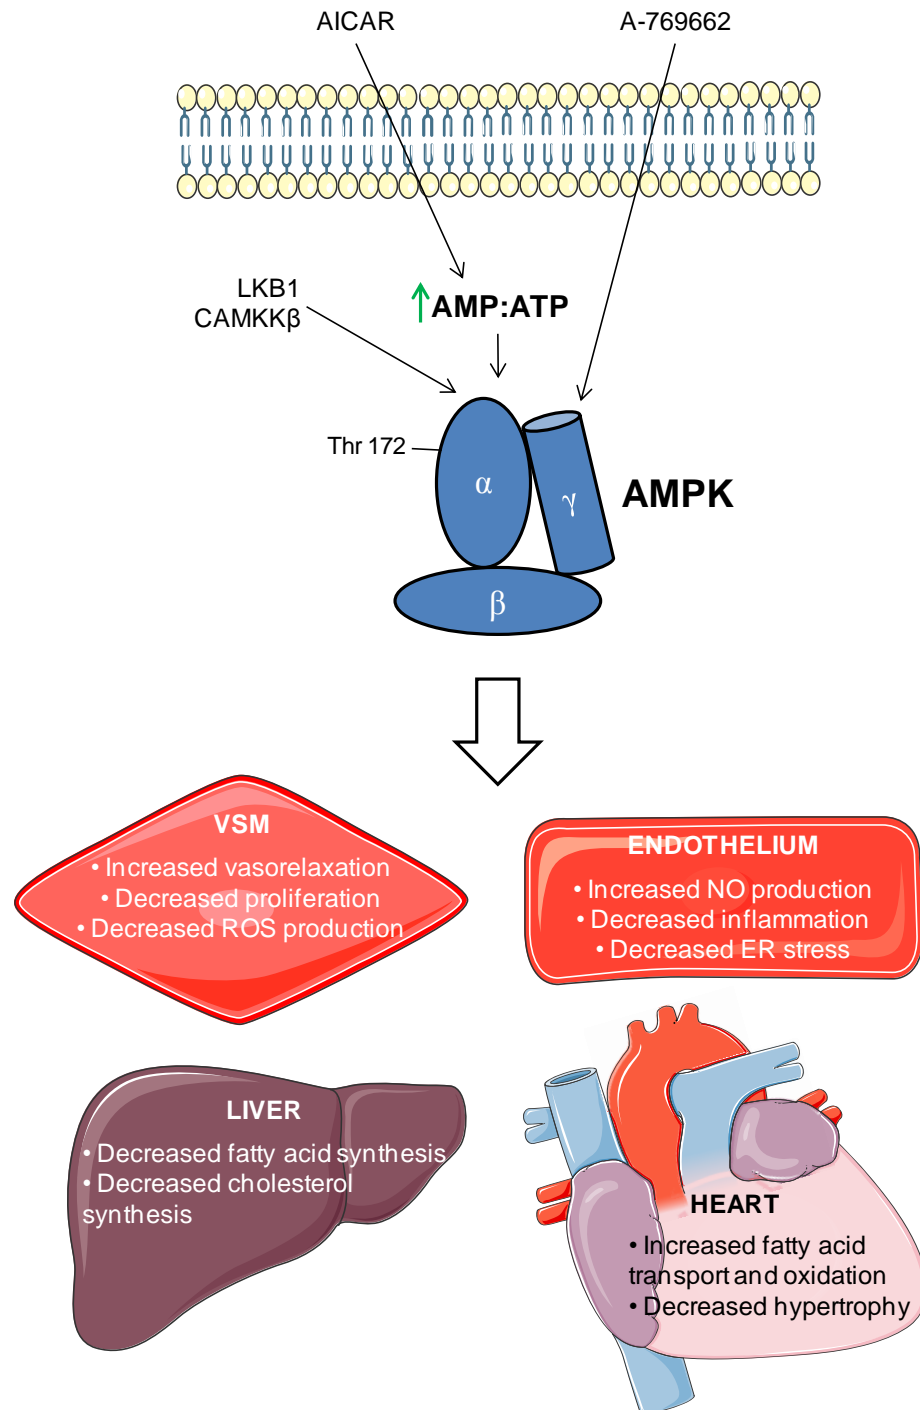 AICAR
A-769662
LKB1
CAMKKβ
AMP:ATP
Thr 172
α
γ
AMPK
β
VSM
• Increased vasorelaxation
• Decreased proliferation
• Decreased ROS production
ENDOTHELIUM
• Increased NO production
• Decreased inflammation
• Decreased ER stress
LIVER
• Decreased fatty acid synthesis
• Decreased cholesterol
synthesis
HEART
• Increased fatty acid
transport and oxidation
• Decreased hypertrophy